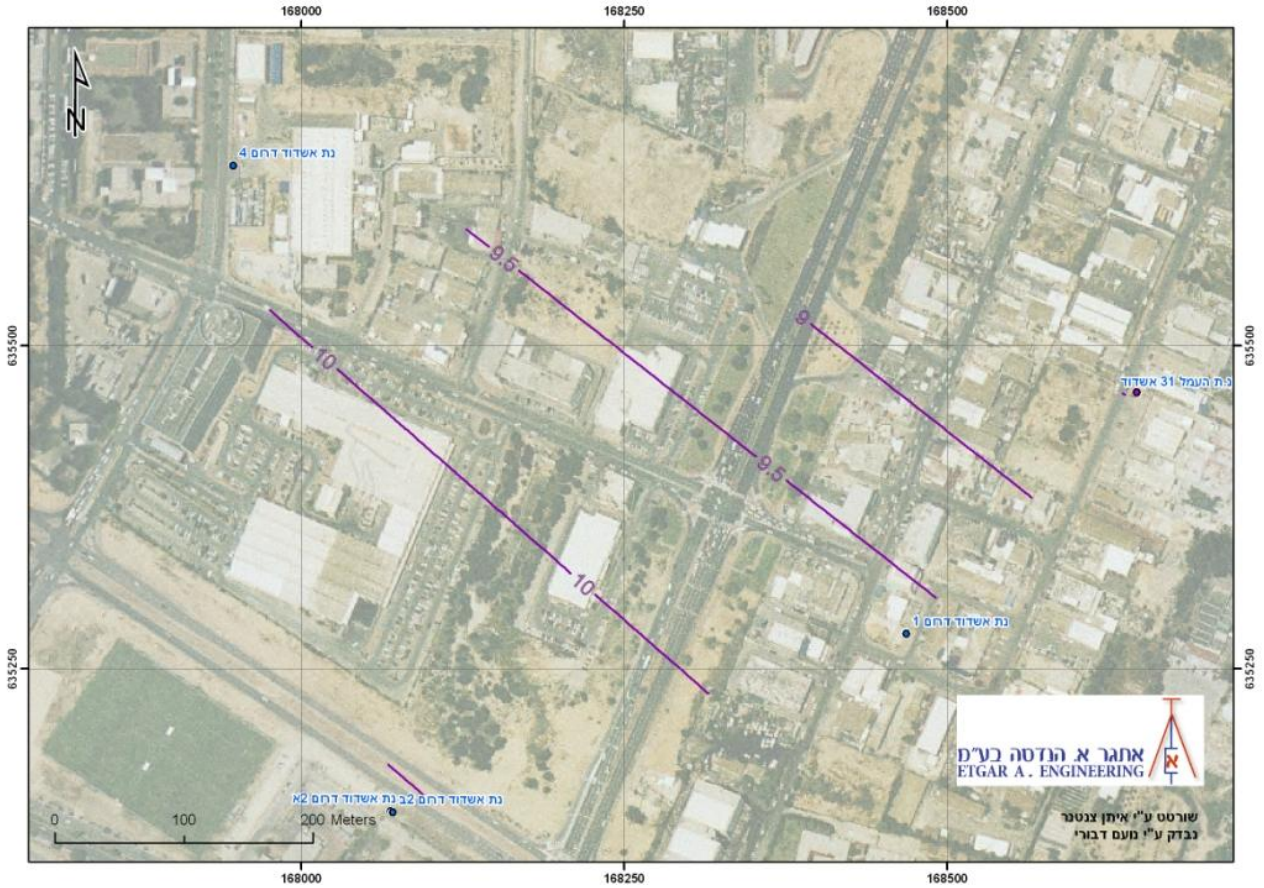 168000
168250
168500
N
נת אשדוד דרום 4
9.5
9
635500
635500
10
נ.ת העמל 31 אשדוד
9.5
10
נת אשדוד דרום 1
635250
635250
אתגר א. הנדסה בע"מ
ETGAR A. ENGINEERING
א
נת אשדוד דרום 2ב
נת אשדוד דרום 2א
0
100
200 Meters
שורטט ע"י איתן צנטנר
נבדק ע"י נועם דבורי
168000
168250
168500